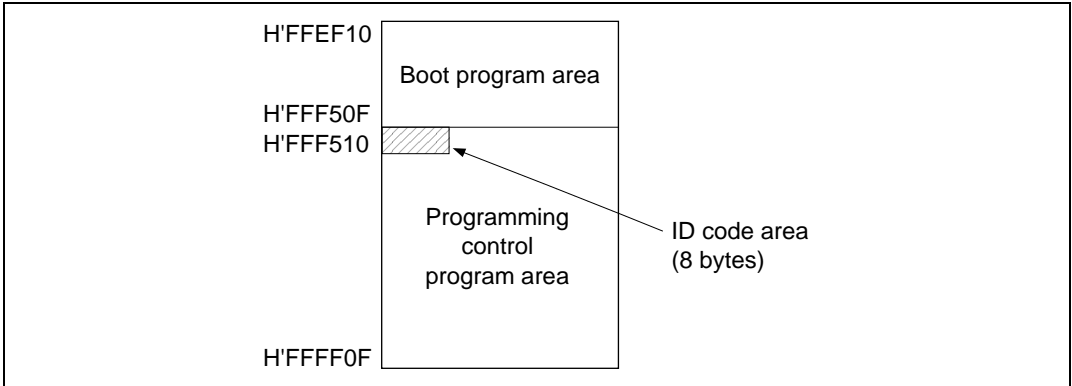 H'FFEF10
Boot program area
H'FFF50F
H'FFF510
Programming
control
program area
ID code area
(8 bytes)
H'FFFF0F